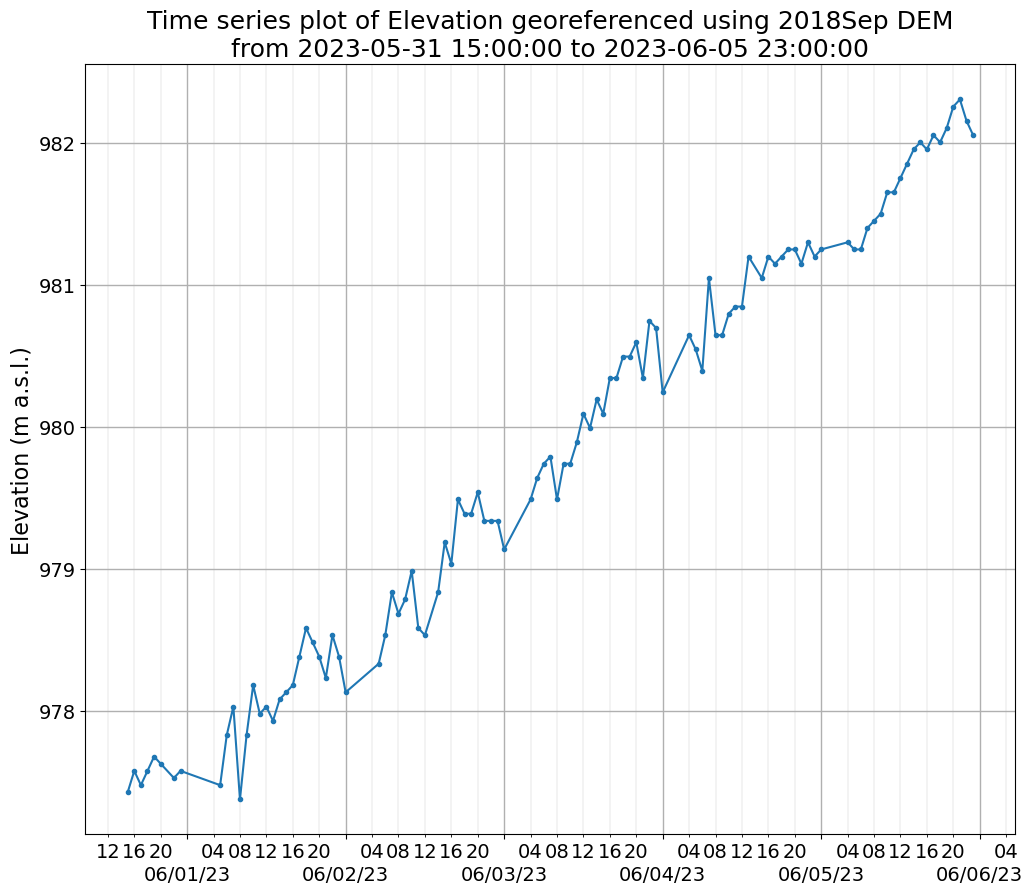 Time series plot of Elevation georeferenced using 2018Sep DEM
from 2023-05-31 15:00:00 to 2023-06-05 23:00:00
Elevation (m a.s.l.)
982
981
980
979
978
12 16 20 04 08 12 16 20 04 08 12 16 20 04 08 12 16 20 04 08 12 16 20 04 08 12 16 20 04
06/01/23 06/02/23 06/03/23 06/04/23 06/05/23 06/06/23